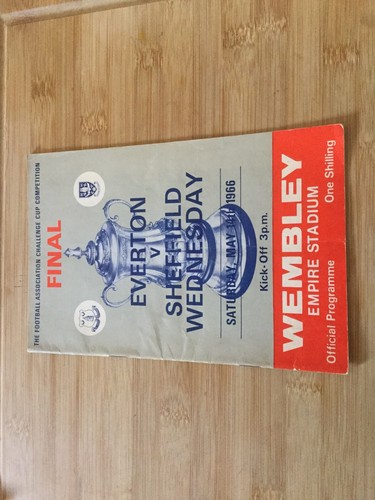 THE FOOTBALL ASSOCIATION CHALLENGE CUP COMPETITION
FINAL
EVERTON
V
SHEFFIELD
WEDNESDAY
SATURDAY, MAY 14th 1966
Kick-Off 3p.m.
WEMBLEY
EMPIRE STADIUM
Official Programme One Shilling